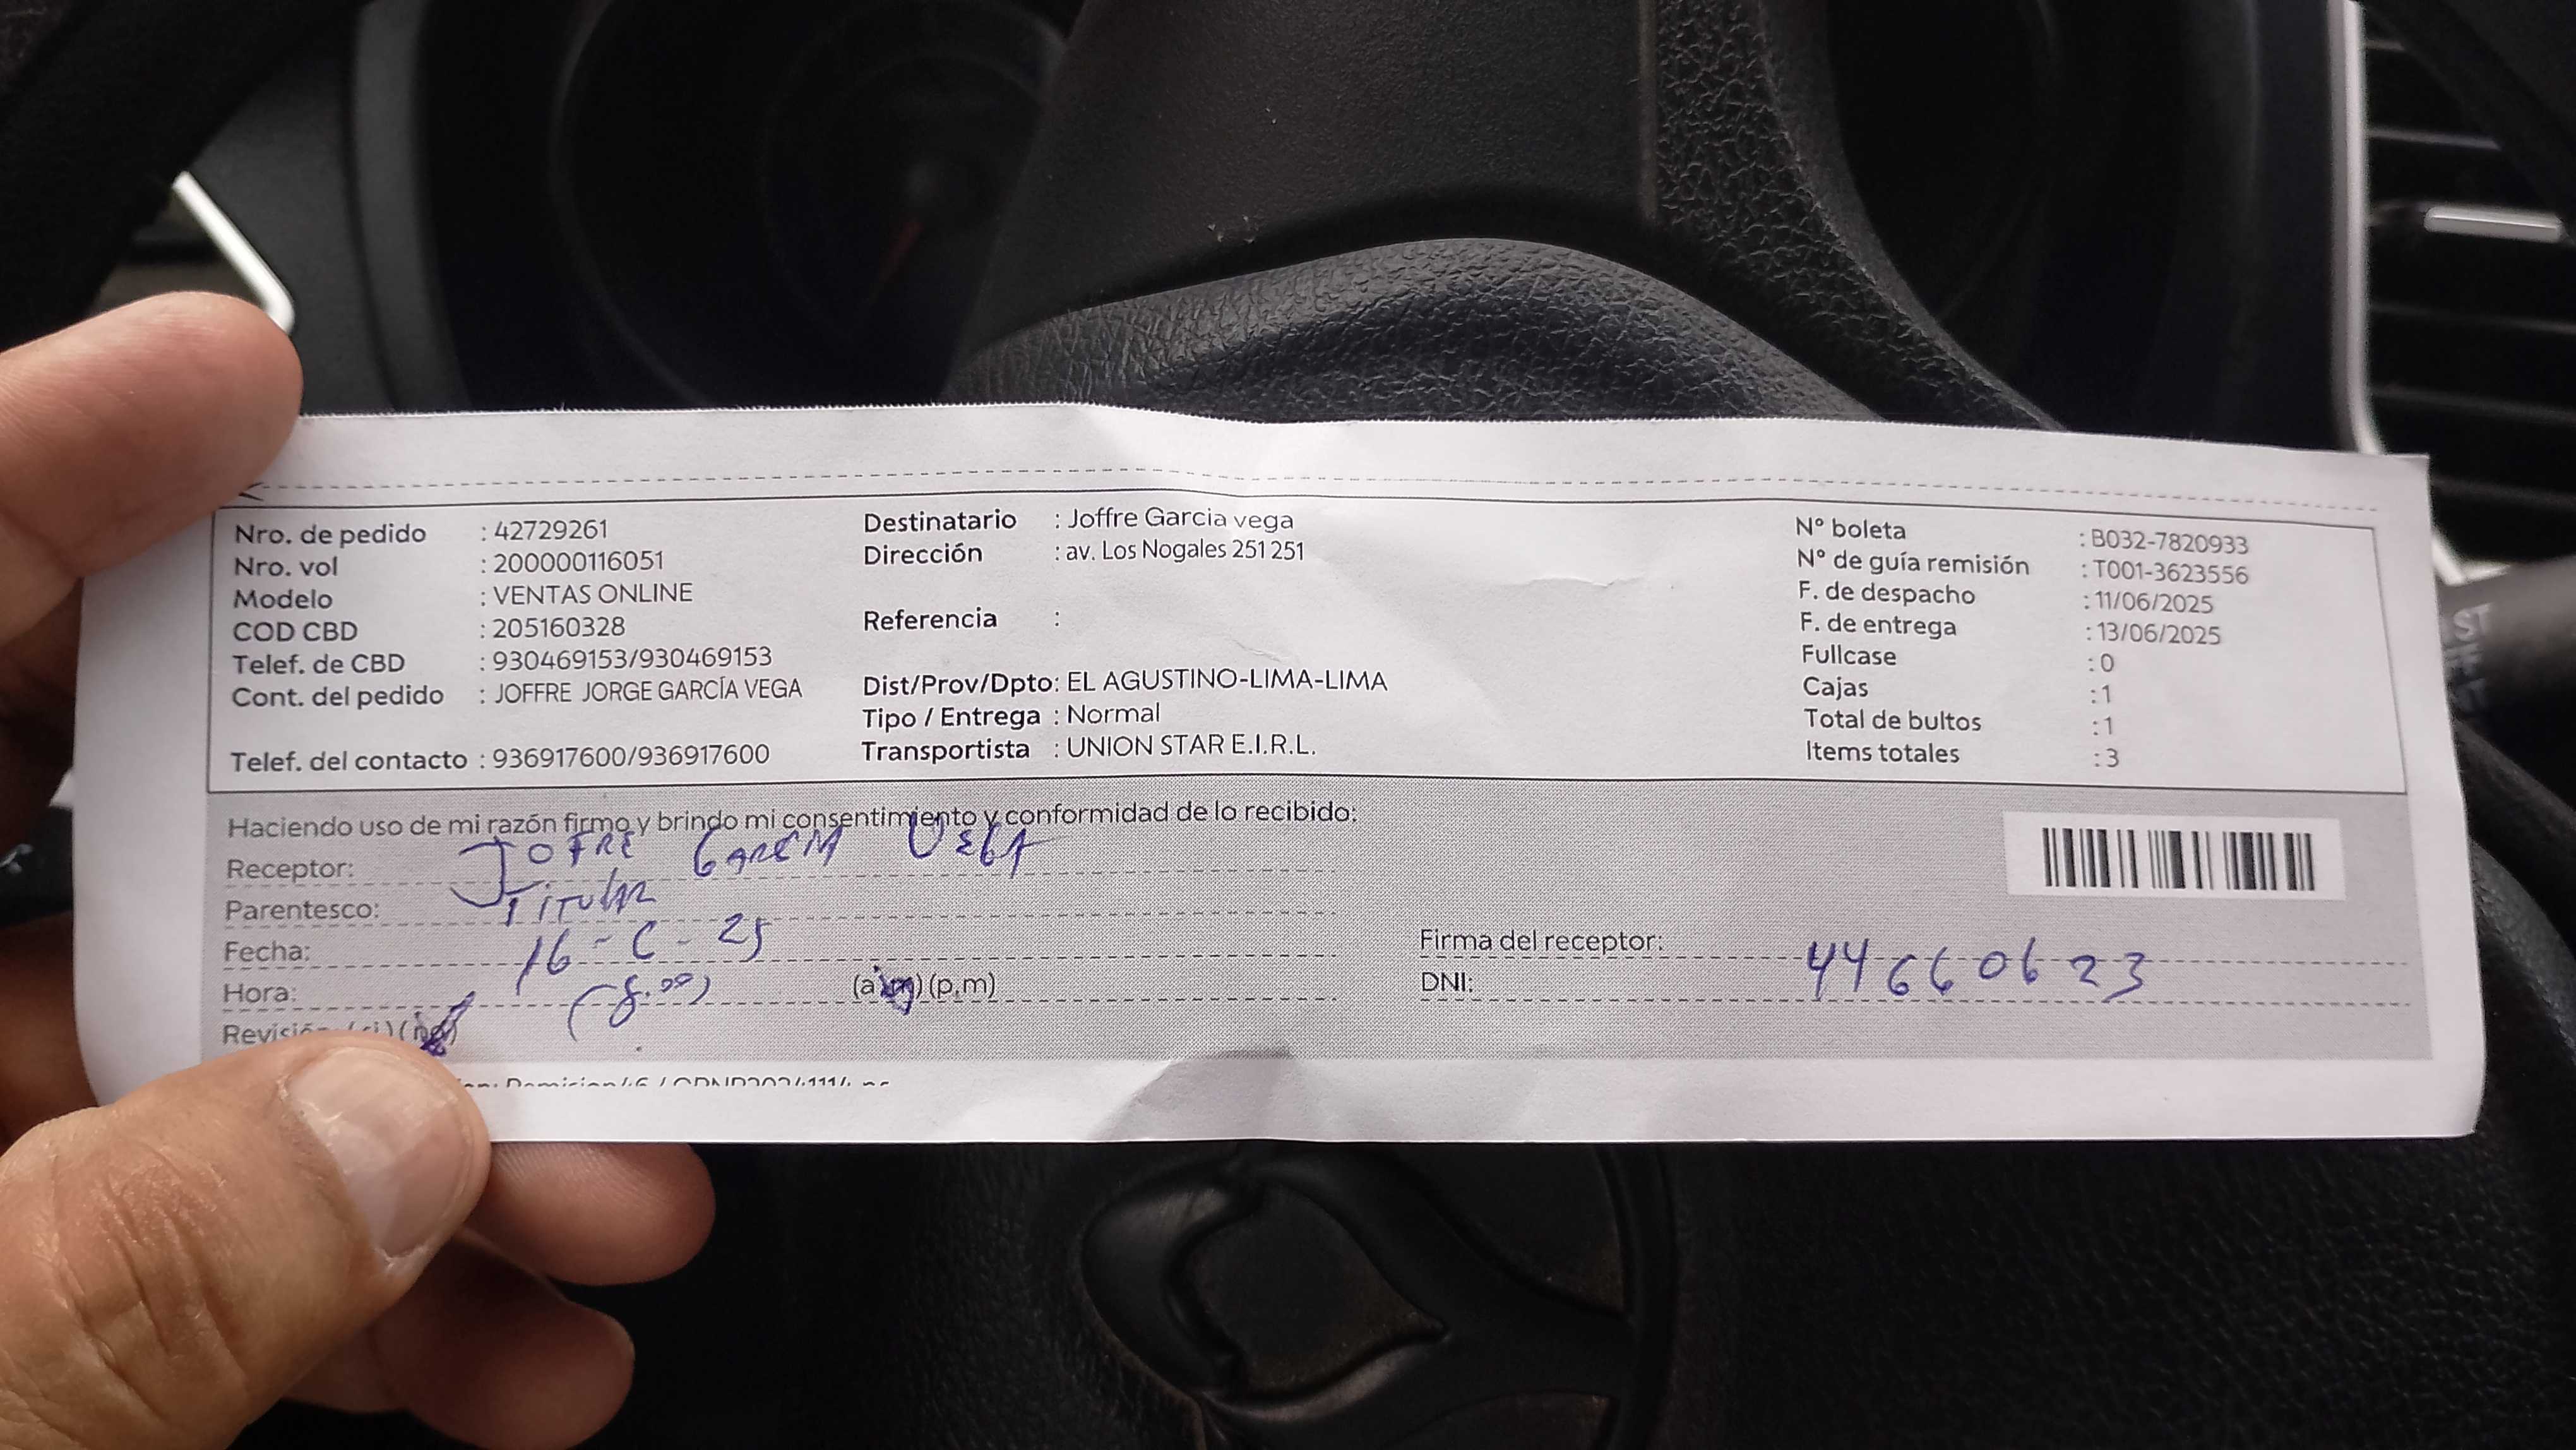 Nro. de pedido : 42729261
Nro. vol : 200000116051
Modelo : VENTAS ONLINE
COD CBD : 205160328
Telef. de CBD : 930469153/930469153
Cont. del pedido : JOFFRE JORGE GARCÍA VEGA
Telef. del contacto : 936917600/936917600
Destinatario : Joffre Garcia vega
Dirección : av. Los Nogales 251 251
Referencia :
Dist/Prov/Dpto: EL AGUSTINO-LIMA-LIMA
Tipo / Entrega : Normal
Transportista : UNION STAR E.I.R.L.
N° boleta : B032-7820933
N° de guía remisión : T001-3623556
F. de despacho : 11/06/2025
F. de entrega : 13/06/2025
Fullcase : 0
Cajas : 1
Total de bultos : 1
Items totales : 3
Haciendo uso de mi razón firmo y brindo mi consentimiento y conformidad de lo recibido:
Receptor: JOFRE GARCIA VEGA
Parentesco: TITULAR
Fecha: 16-6-25
Hora: (8:00) (a.m) (p.m)
(no)
Firma del receptor:
DNI: 44660623